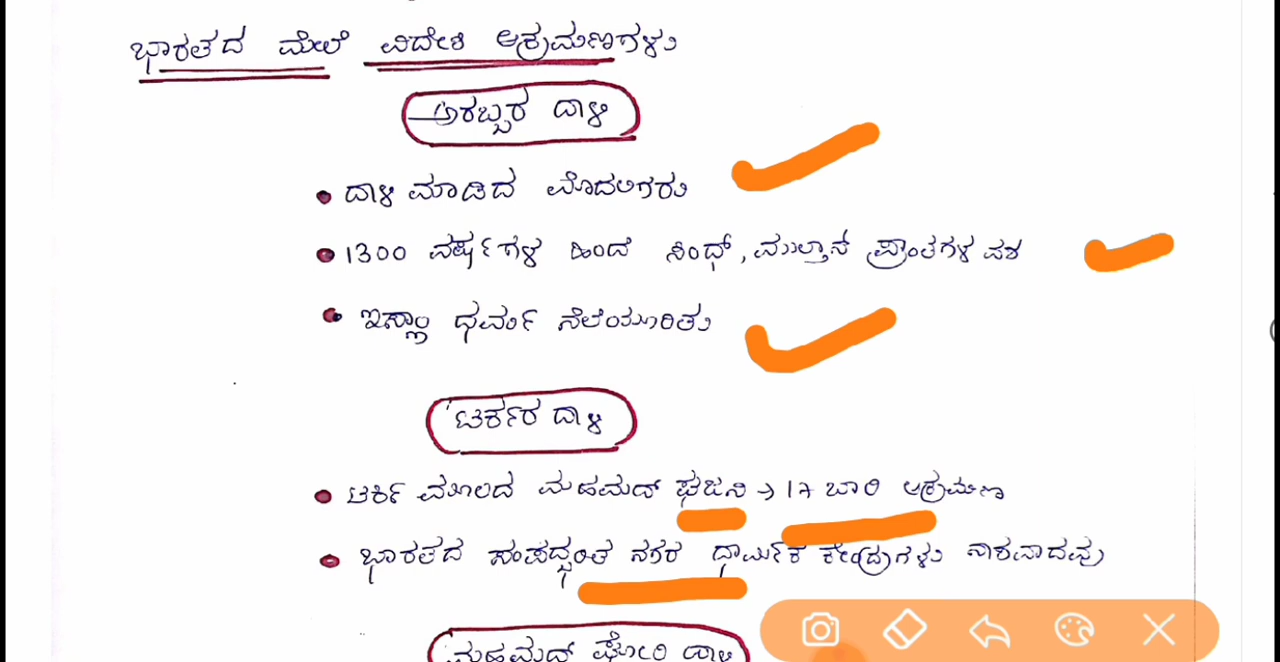 ಭಾರತದ ಮೇಲೆ ವಿದೇಶಿ ಆಕ್ರಮಣಗಳು
ಅರಬ್ಬರ ದಾಳಿ
ದಾಳಿ ಮಾಡಿದ ಮೊದಲಿಗರು
1300 ವರ್ಷಗಳ ಹಿಂದೆ ಸಿಂಧ್, ಮುಲ್ತಾನ್ ಪ್ರಾಂತಗಳ ವಶ
ಇಸ್ಲಾಂ ಧರ್ಮ ನೆಲೆಯೂರಿತು
ಟರ್ಕರ ದಾಳಿ
ಟರ್ಕಿ ಮೂಲದ ಮಹಮದ್ ಘಜನಿ → 17 ಬಾರಿ ಆಕ್ರಮಣ
ಭಾರತದ ಸಂಪದ್ಭಂತ ನಗರ ಧಾರ್ಮಿಕ ಕೇಂದ್ರಗಳು ನಾಶವಾದವು
ಮಹಮದ್ ಘೋರಿ ದಾಳಿ